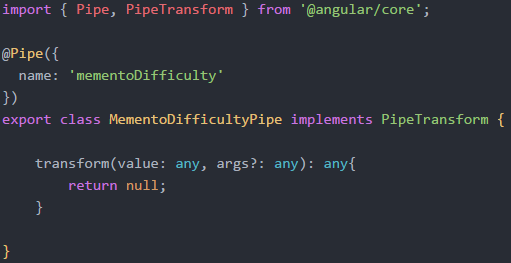 import { Pipe, PipeTransform } from '@angular/core';
@Pipe({
  name: 'mementoDifficulty'
})
export class MementoDifficultyPipe implements PipeTransform {
    transform(value: any, args?: any): any{
        return null;
    }
}